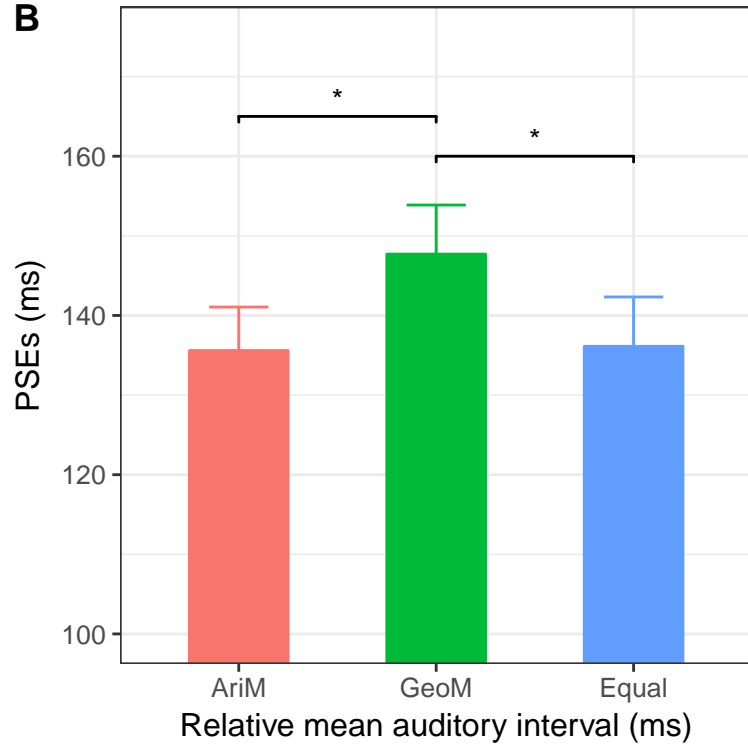 B
*
*
160
140
120
100
PSEs (ms)
AriM GeoM Equal
Relative mean auditory interval (ms)